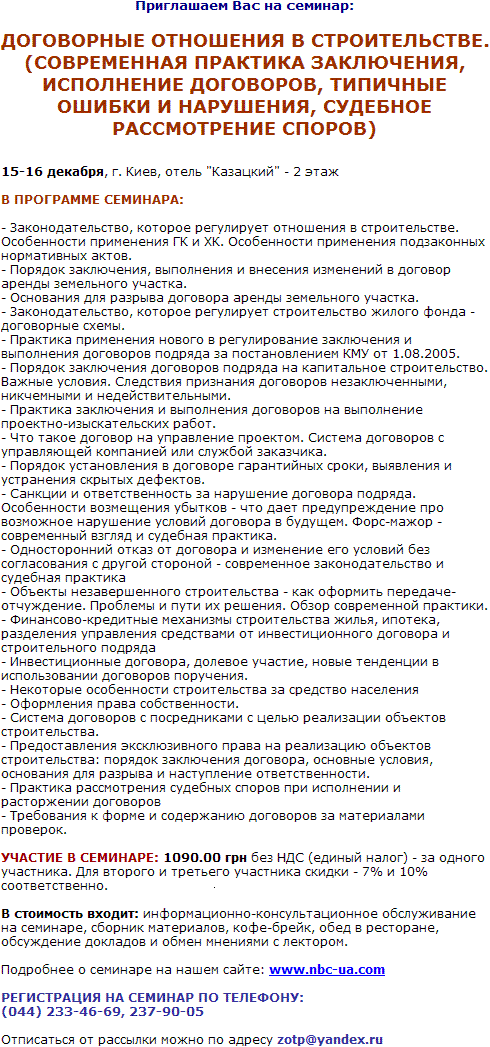 Приглашаем Вас на семинар:
ДОГОВОРНЫЕ ОТНОШЕНИЯ В СТРОИТЕЛЬСТВЕ.
(СОВРЕМЕННАЯ ПРАКТИКА ЗАКЛЮЧЕНИЯ,
ИСПОЛНЕНИЕ ДОГОВОРОВ, ТИПИЧНЫЕ
ОШИБКИ И НАРУШЕНИЯ, СУДЕБНОЕ
РАССМОТРЕНИЕ СПОРОВ)
15-16 декабря, г. Киев, отель "Казацкий" - 2 этаж
В ПРОГРАММЕ СЕМИНАРА:
- Законодательство, которое регулирует отношения в строительстве.
Особенности применения ГК и ХК. Особенности применения подзаконных
нормативных актов.
- Порядок заключения, выполнения и внесения изменений в договор
аренды земельного участка.
- Основания для разрыва договора аренды земельного участка.
- Законодательство, которое регулирует строительство жилого фонда -
договорные схемы.
- Практика применения нового в регулирование заключения и
выполнения договоров подряда за постановлением КМУ от 1.08.2005.
- Порядок заключения договоров подряда на капитальное строительство.
Важные условия. Следствия признания договоров незаключенными,
никчемными и недействительными.
- Практика заключения и выполнения договоров на выполнение
проектно-изыскательских работ.
- Что такое договор на управление проектом. Система договоров с
управляющей компанией или службой заказчика.
- Порядок установления в договоре гарантийных сроки, выявления и
устранения скрытых дефектов.
- Санкции и ответственность за нарушение договора подряда.
Особенности возмещения убытков - что дает предупреждение про
возможное нарушение условий договора в будущем. Форс-мажор -
современный взгляд и судебная практика.
- Односторонний отказ от договора и изменение его условий без
согласования с другой стороной - современное законодательство и
судебная практика
- Объекты незавершенного строительства - как оформить передаче-
отчуждение. Проблемы и пути их решения. Обзор современной практики.
- Финансово-кредитные механизмы строительства жилья, ипотека,
разделения управления средствами от инвестиционного договора и
строительного подряда
- Инвестиционные договора, долевое участие, новые тенденции в
использовании договоров поручения.
- Некоторые особенности строительства за средство населения
- Оформления права собственности.
- Система договоров с посредниками с целью реализации объектов
строительства.
- Предоставления эксклюзивного права на реализацию объектов
строительства: порядок заключения договора, основные условия,
основания для разрыва и наступление ответственности.
- Практика рассмотрения судебных споров при исполнении и
расторжении договоров
- Требования к форме и содержанию договоров за материалами
проверок.
УЧАСТИЕ В СЕМИНАРЕ: 1090.00 грн без НДС (единый налог) - за одного
участника. Для второго и третьего участника скидки - 7% и 10%
соответственно.
В стоимость входит: информационно-консультационное обслуживание
на семинаре, сборник материалов, кофе-брейк, обед в ресторане,
обсуждение докладов и обмен мнениями с лектором.
Подробнее о семинаре на нашем сайте: www.nbc-ua.com
РЕГИСТРАЦИЯ НА СЕМИНАР ПО ТЕЛЕФОНУ:
(044) 233-46-69, 237-90-05
Отписаться от рассылки можно по адресу zotp@yandex.ru